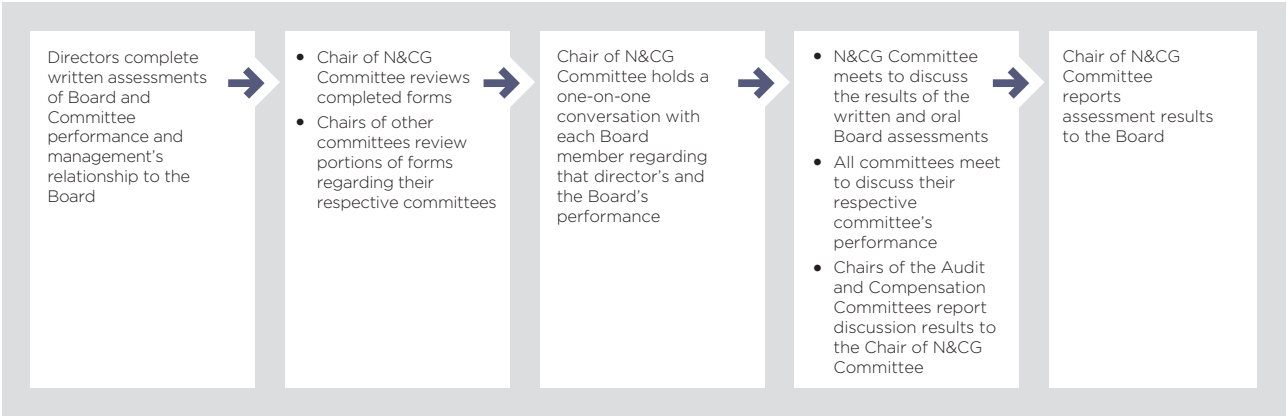 Directors complete
written assessments
of Board and
Committee
performance and
management's
relationship to the
Board
• Chair of N&CG
Committee reviews
completed forms
• Chairs of other
committees review
portions of forms
regarding their
respective committees
Chair of N&CG
Committee holds a
one-on-one
conversation with
each Board
member regarding
that director's and
the Board's
performance
• N&CG Committee
meets to discuss
the results of the
written and oral
Board assessments
• All committees meet
to discuss their
respective
committee's
performance
• Chairs of the Audit
and Compensation
Committees report
discussion results to
the Chair of N&CG
Committee
Chair of N&CG
Committee
reports
assessment results
to the Board